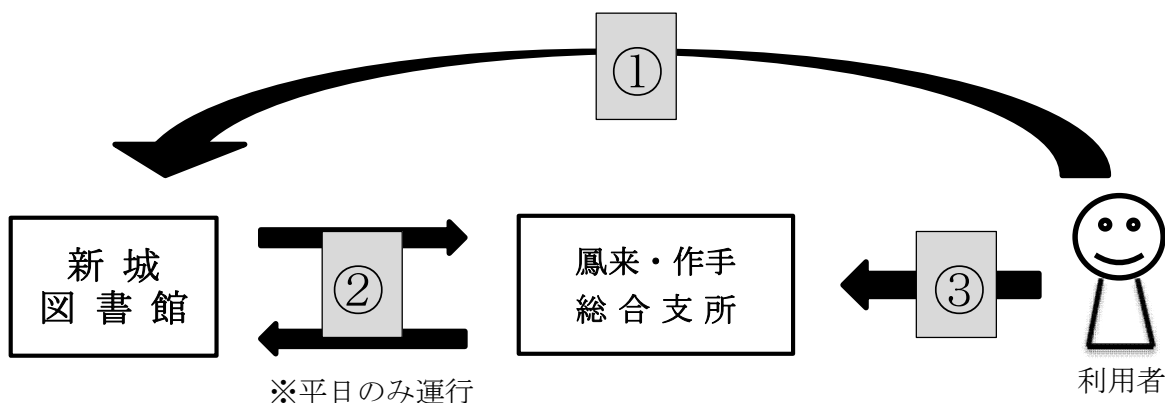 ①
新城
図書館
②
鳳来・作手
総合支所
③
※平日のみ運行
利用者